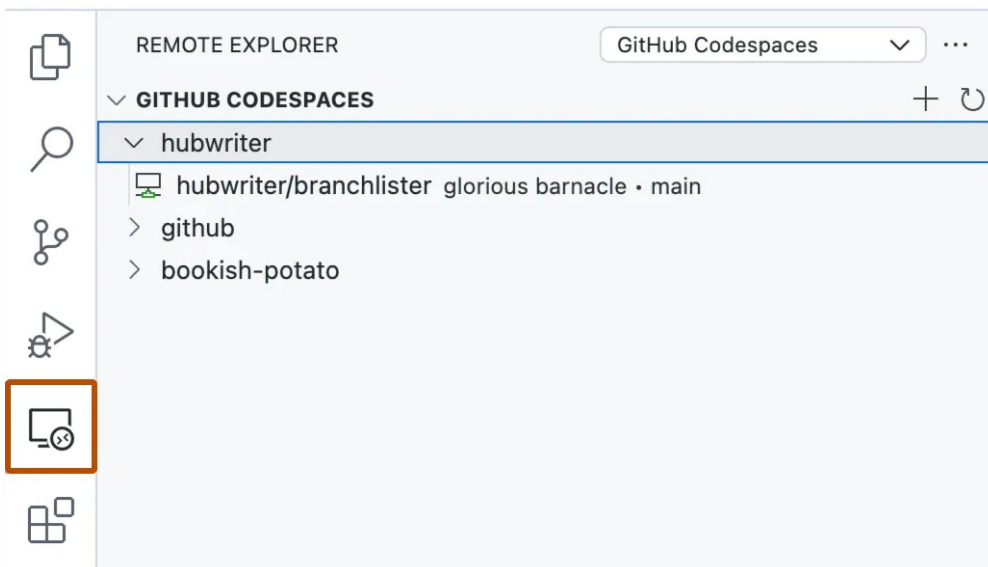 REMOTE EXPLORER GitHub Codespaces
GITHUB CODESPACES
hubwriter
hubwriter/branchlister glorious barnacle • main
github
bookish-potato